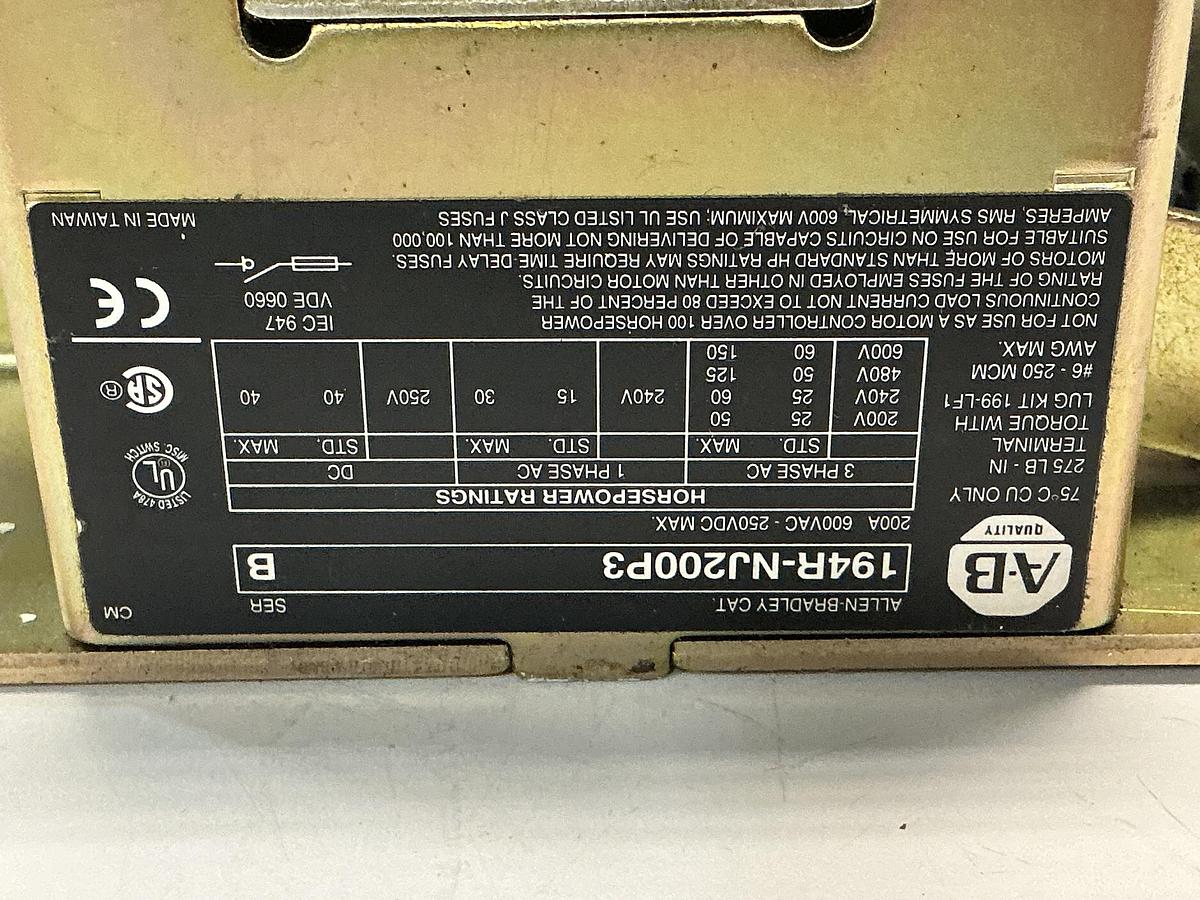 ALLEN-BRADLEY CAT. SER CM
194R-NJ200P3 B
A-B
QUALITY
200A 600VAC - 250VDC MAX.
75°C CU ONLY
275 LB - IN
TERMINAL
TORQUE WITH
LUG KIT 199-LF1
#6 - 250 MCM
AWG MAX.
HORSEPOWER RATINGS
3 PHASE AC 1 PHASE AC DC
STD. MAX. STD. MAX. STD. MAX.
200V 25 50
240V 25 60 240V 15 30 250V 40 40
480V 50 125
600V 60 150
LISTED 478A
UL
MISC. SWITCH
SA ®
NOT FOR USE AS A MOTOR CONTROLLER OVER 100 HORSEPOWER
CONTINUOUS LOAD CURRENT NOT TO EXCEED 80 PERCENT OF THE
RATING OF THE FUSES EMPLOYED IN OTHER THAN MOTOR CIRCUITS.
MOTORS OF MORE THAN STANDARD HP RATINGS MAY REQUIRE TIME-DELAY FUSES.
SUITABLE FOR USE ON CIRCUITS CAPABLE OF DELIVERING NOT MORE THAN 100,000
AMPERES, RMS SYMMETRICAL, 600V MAXIMUM; USE UL LISTED CLASS J FUSES
IEC 947
VDE 0660
CE
MADE IN TAIWAN